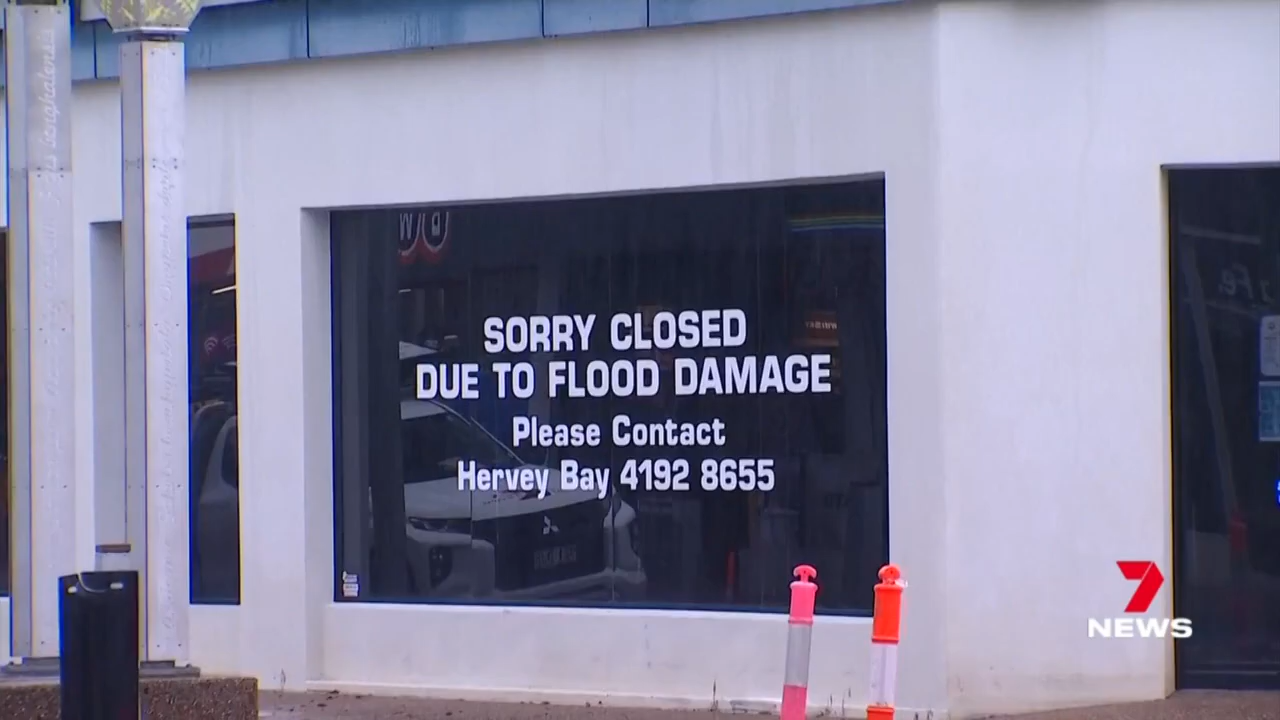 SORRY CLOSED
DUE TO FLOOD DAMAGE
Please Contact
Hervey Bay 4192 8655
7
NEWS